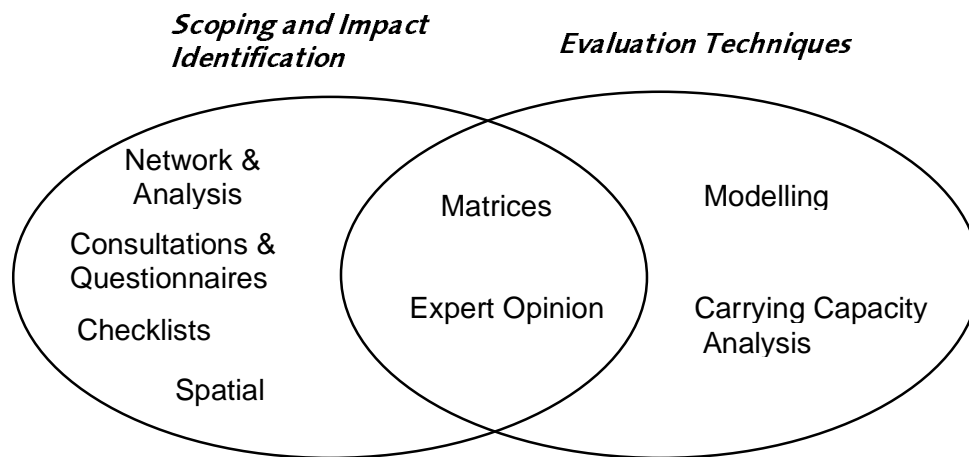 Scoping and Impact
Identification
Evaluation Techniques
Network &
Analysis
Consultations &
Questionnaires
Checklists
Spatial
Matrices
Expert Opinion
Modelling
Carrying Capacity
Analysis